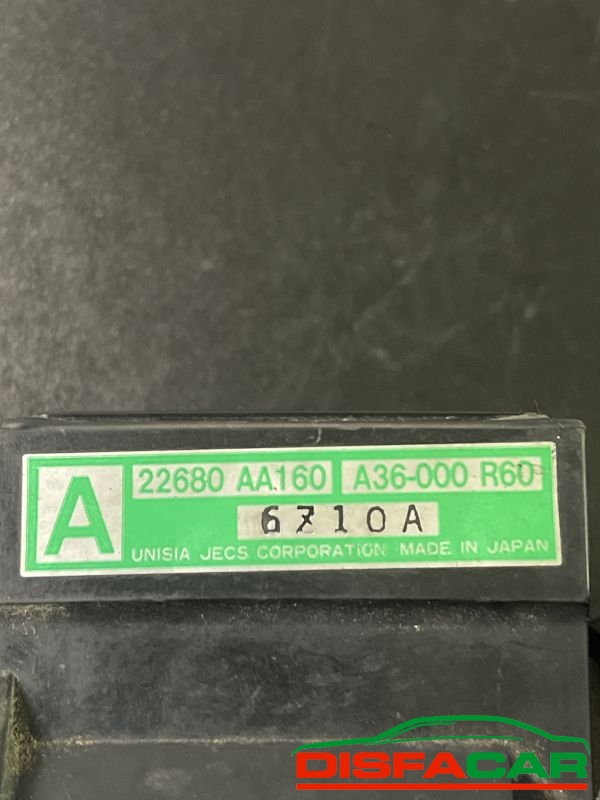 A
22680 AA160 A36-000 R60
6710A
UNISIA JECS CORPORATION MADE IN JAPAN
DISFACAR